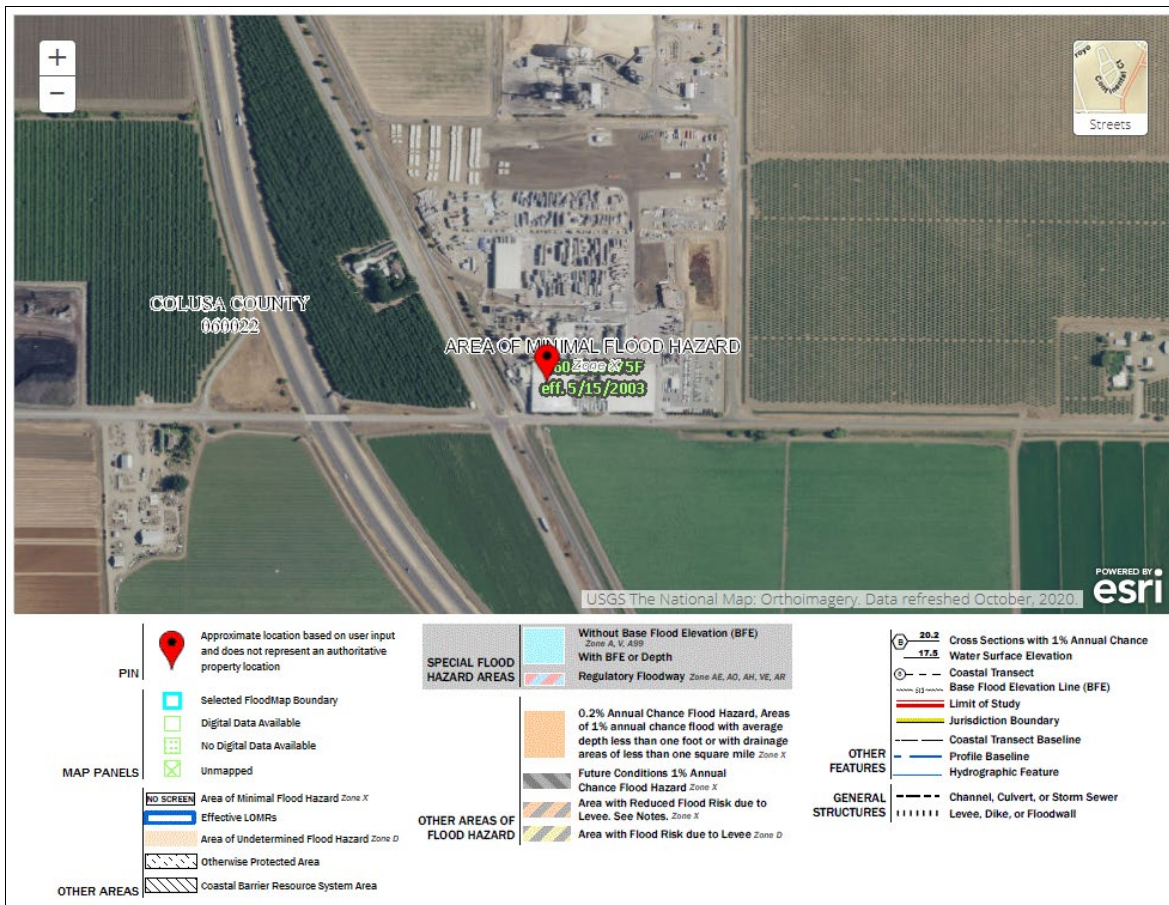 +
−
royo
Continental Ct
Streets
COLUSA COUNTY
060022
AREA OF MINIMAL FLOOD HAZARD
Zone X
75F
eff. 5/15/2003
POWERED BY
esri
USGS The National Map: Orthoimagery. Data refreshed October, 2020.
PIN
Approximate location based on user input
and does not represent an authoritative
property location
MAP PANELS
Selected FloodMap Boundary
Digital Data Available
No Digital Data Available
Unmapped
OTHER AREAS
NO SCREEN Area of Minimal Flood Hazard Zone X
Effective LOMRs
Area of Undetermined Flood Hazard Zone D
Otherwise Protected Area
Coastal Barrier Resource System Area
SPECIAL FLOOD
HAZARD AREAS
Without Base Flood Elevation (BFE)
Zone A, V, A99
With BFE or Depth
Regulatory Floodway Zone AE, AO, AH, VE, AR
OTHER AREAS OF
FLOOD HAZARD
0.2% Annual Chance Flood Hazard, Areas
of 1% annual chance flood with average
depth less than one foot or with drainage
areas of less than one square mile Zone X
Future Conditions 1% Annual
Chance Flood Hazard Zone X
Area with Reduced Flood Risk due to
Levee. See Notes. Zone X
Area with Flood Risk due to Levee Zone D
OTHER
FEATURES
B 20.2 Cross Sections with 1% Annual Chance
17.5 Water Surface Elevation
8 Coastal Transect
513 Base Flood Elevation Line (BFE)
Limit of Study
Jurisdiction Boundary
Coastal Transect Baseline
Profile Baseline
Hydrographic Feature
GENERAL
STRUCTURES
Channel, Culvert, or Storm Sewer
Levee, Dike, or Floodwall